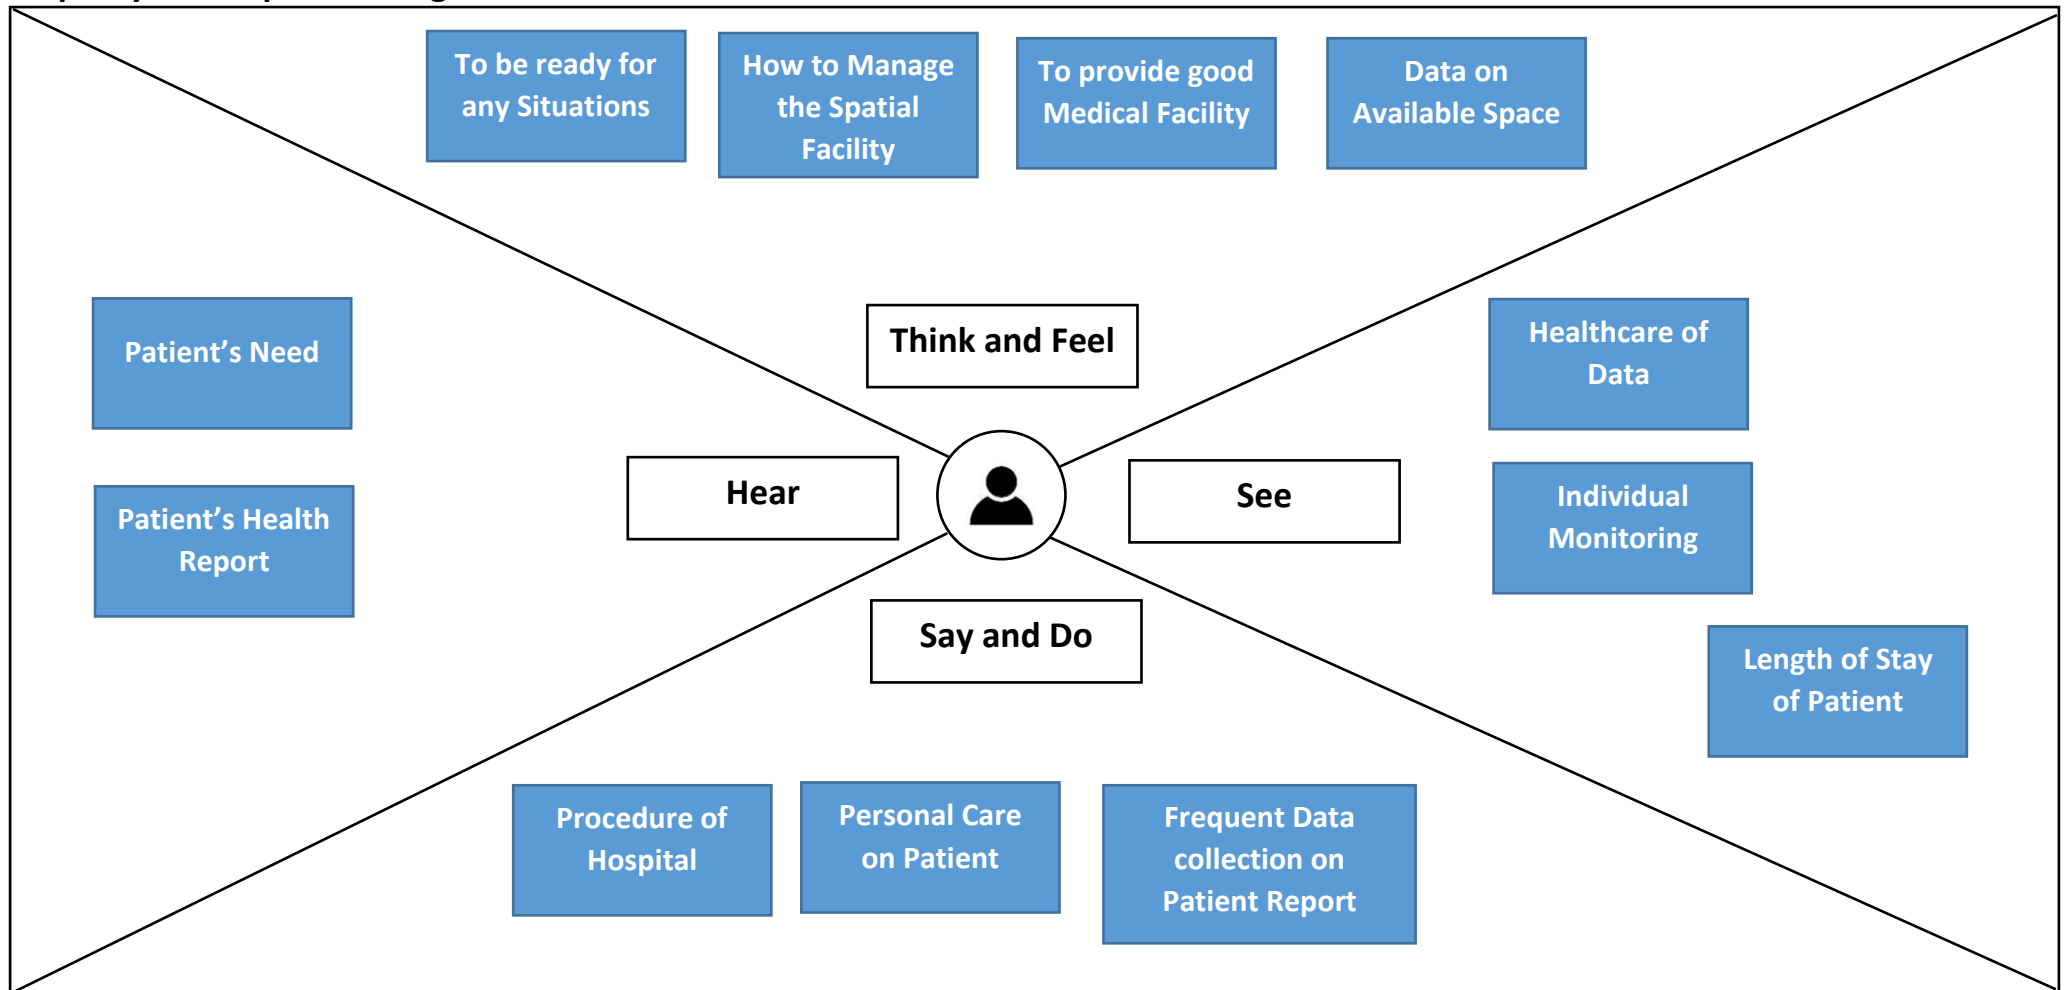 To be ready for
any Situations
How to Manage
the Spatial
Facility
To provide good
Medical Facility
Data on
Available Space
Think and Feel
Patient’s Need
Patient’s Health
Report
Hear
See
Healthcare of
Data
Individual
Monitoring
Length of Stay
of Patient
Say and Do
Procedure of
Hospital
Personal Care
on Patient
Frequent Data
collection on
Patient Report